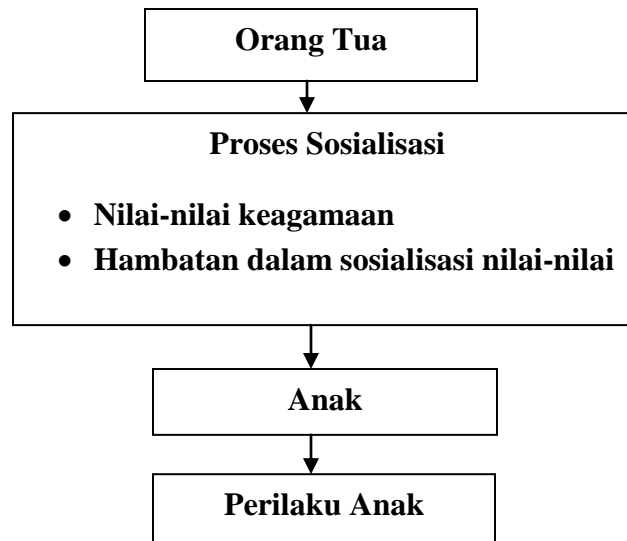 Orang Tua
Proses Sosialisasi
• Nilai-nilai keagamaan
• Hambatan dalam sosialisasi nilai-nilai
Anak
Perilaku Anak